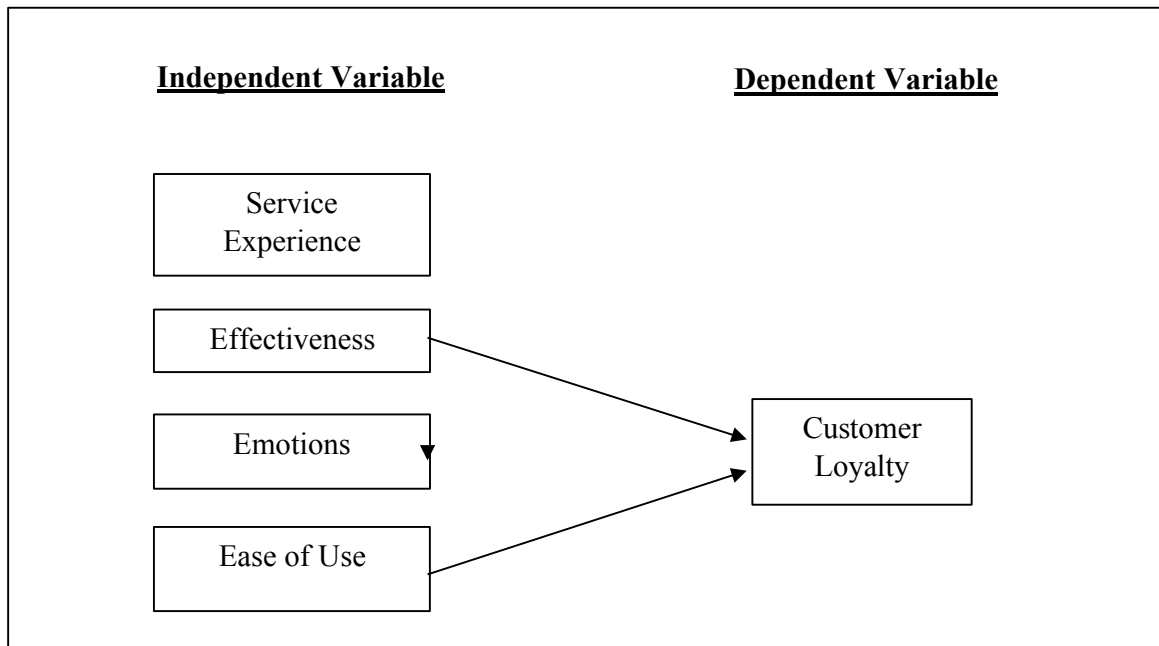 Independent Variable
Dependent Variable
Service
Experience
Effectiveness
Emotions
Ease of Use
Customer
Loyalty